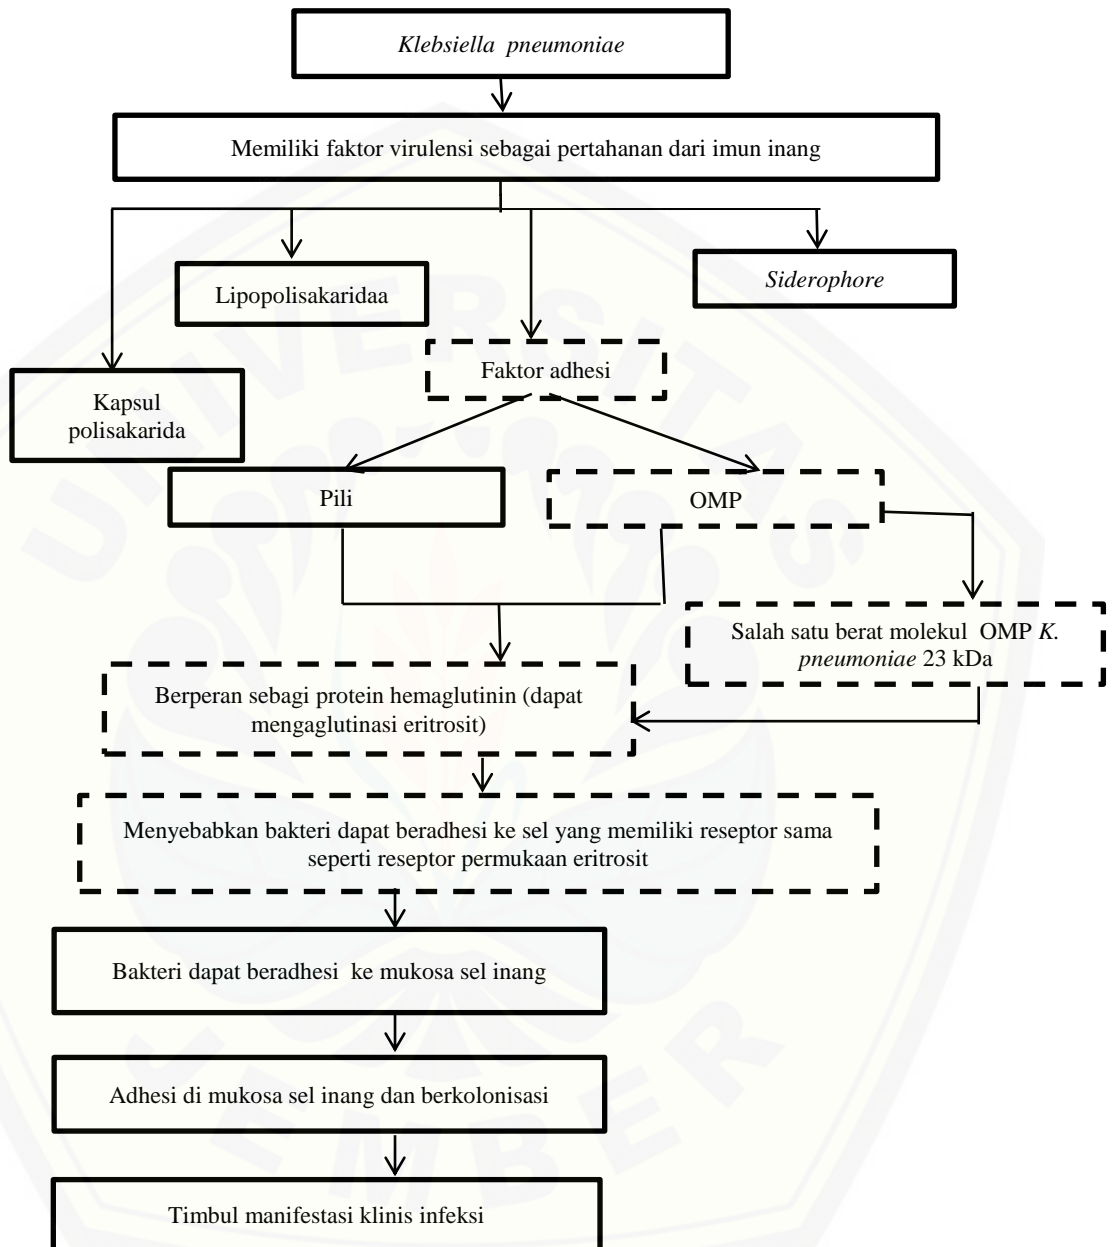 Klebsiella pneumoniae
Memiliki faktor virulensi sebagai pertahanan dari imun inang
Siderophore
Lipopolisakaridaa
Faktor adhesi
Kapsul
polisakarida
Pili
OMP
Salah satu berat molekul OMP K.
pneumoniae 23 kDa
Berperan sebagi protein hemaglutinin (dapat
mengaglutinasi eritrosit)
Menyebabkan bakteri dapat beradhesi ke sel yang memiliki reseptor sama
seperti reseptor permukaan eritrosit
Bakteri dapat beradhesi ke mukosa sel inang
Adhesi di mukosa sel inang dan berkolonisasi
Timbul manifestasi klinis infeksi
UNIVERSITAS
JEMBER